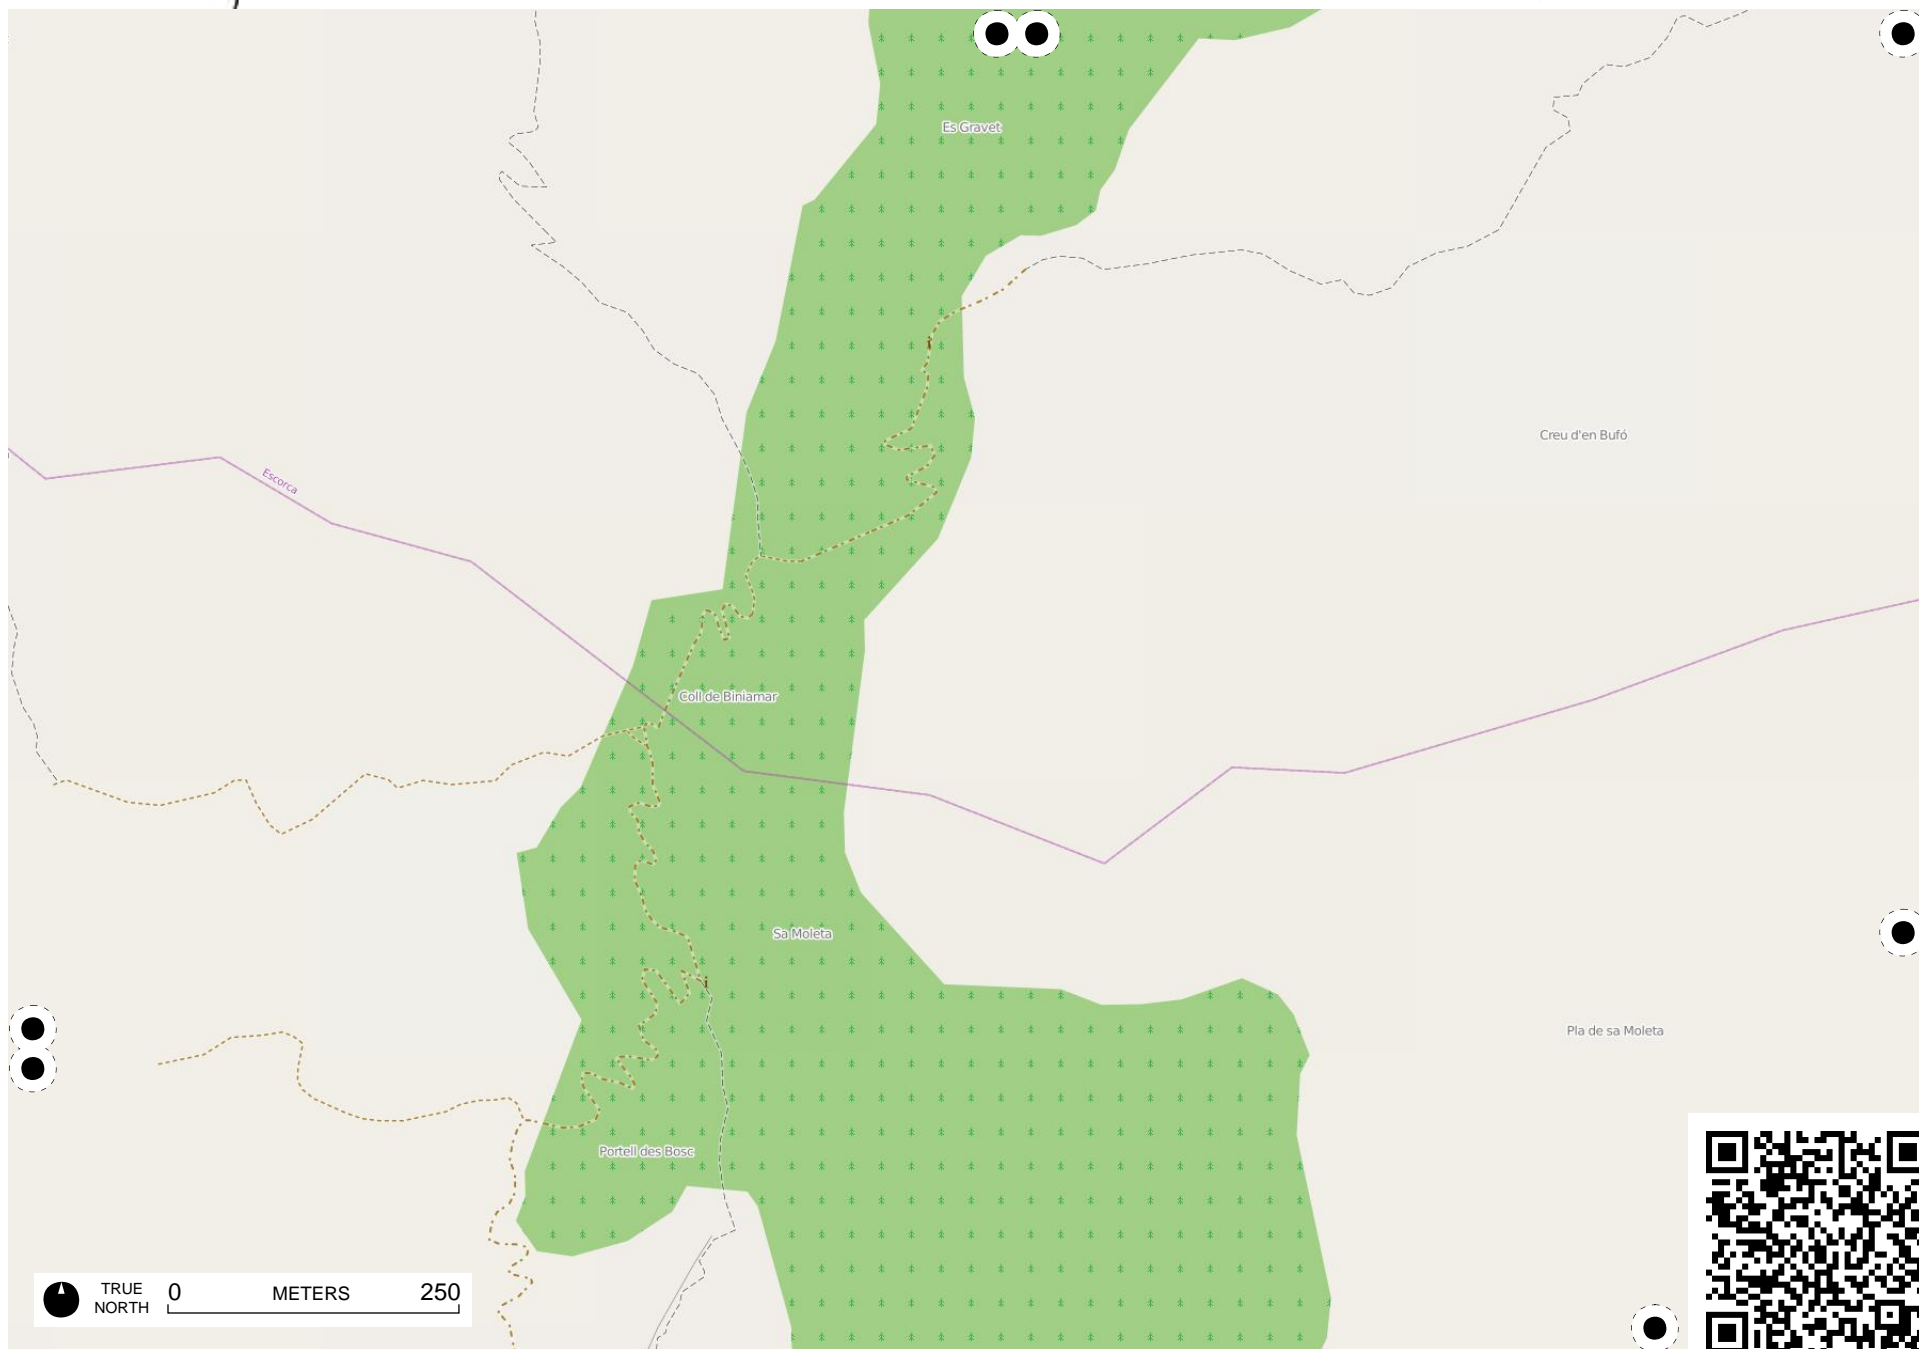 Es Gravet
Creu d'en Bufó
Escorca
Coll de Biniamar
Sa Moleta
Pla de sa Moleta
Portell des Bosc
TRUE
NORTH
0 METERS 250